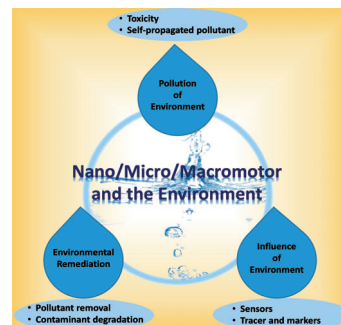 • Toxicity
• Self-propagated pollutant
Pollution
of
Environment
Nano/Micro/Macromotor
and the Environment
Environmental
Remediation
Influence
of
Environment
• Pollutant removal
• Contaminant degradation
• Sensors
• Tracer and markers